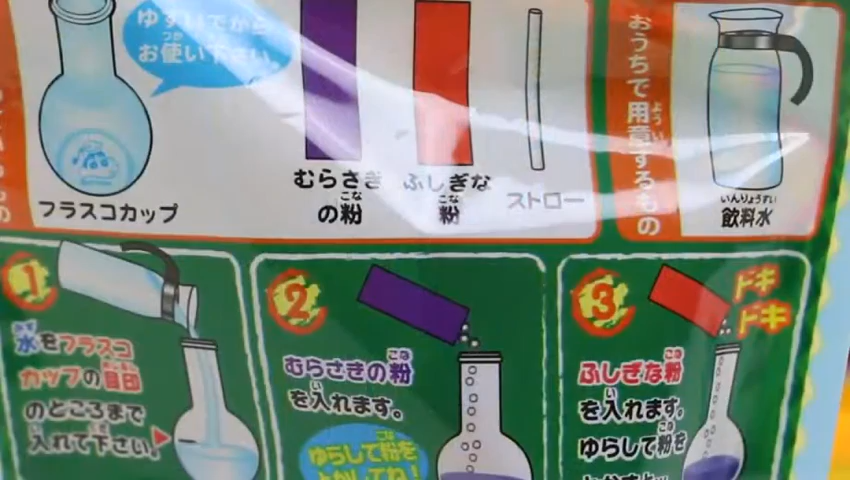 ゆすいでから
お使い下さい。
むらさき
の粉
ふしぎな
粉
ストロー
フラスコカップ
おうちで用意するもの
飲料水
1
水をフラスコ
カップの目印
のところまで
入れて下さい。
2
むらさきの粉
を入れます。
ゆらして粉を
とかしてね!
3
ドキ
ドキ
ふしぎな粉
を入れます。
ゆらして粉を